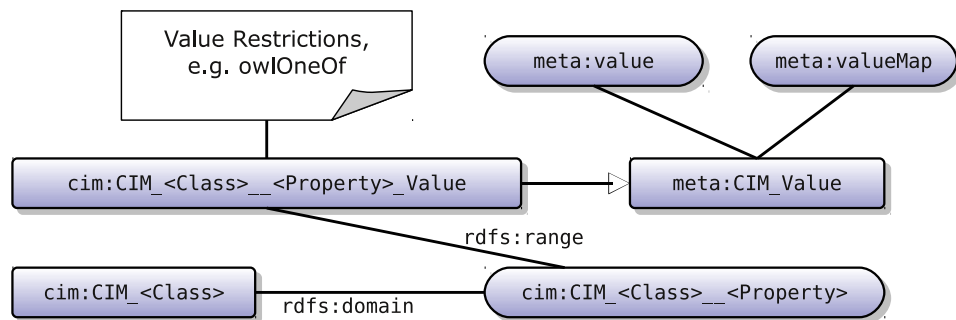 Value Restrictions,
e.g. owlOneOf
meta:value
meta:valueMap
cim:CIM_<Class>__<Property>_Value
meta:CIM_Value
rdfs:range
cim:CIM_<Class>
rdfs:domain
cim:CIM_<Class>__<Property>